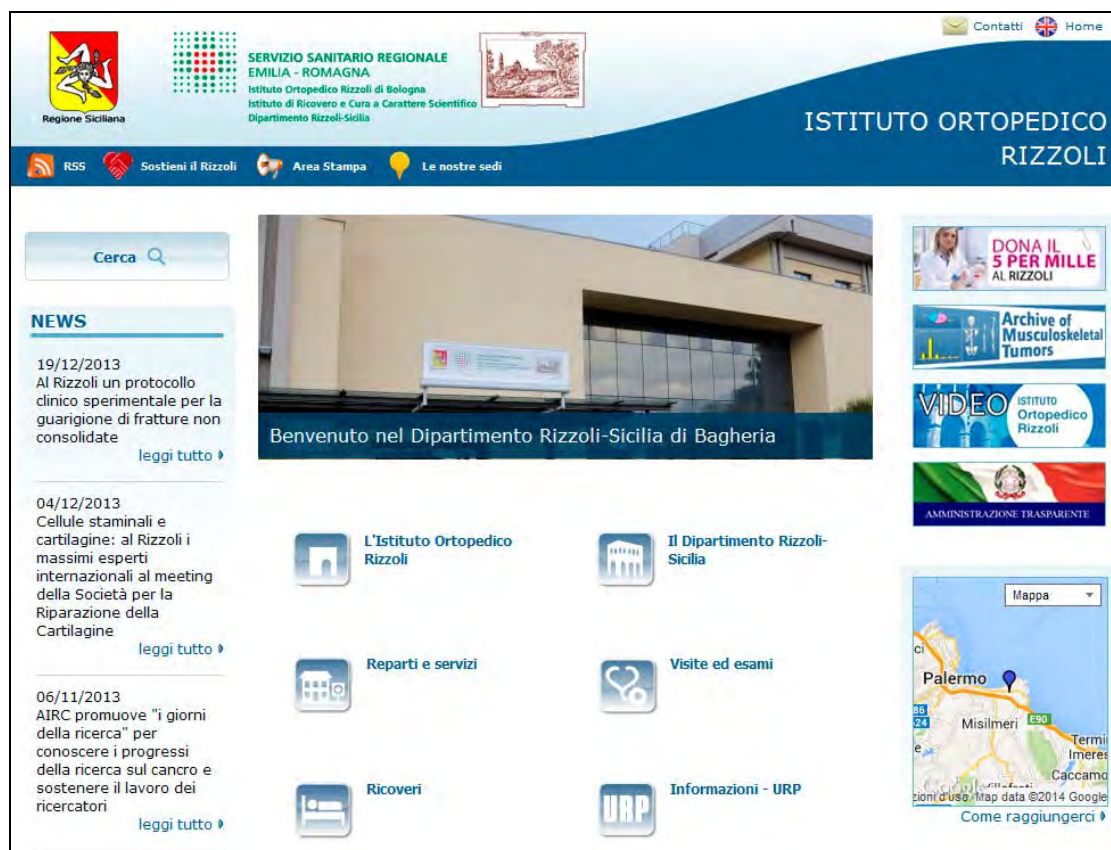 Contatti
Home
Regione Siciliana
SERVIZIO SANITARIO REGIONALE
EMILIA - ROMAGNA
Istituto Ortopedico Rizzoli di Bologna
Istituto di Ricovero e Cura a Carattere Scientifico
Dipartimento Rizzoli-Sicilia
ISTITUTO ORTOPEDICO
RIZZOLI
RSS
Sostieni il Rizzoli
Area Stampa
Le nostre sedi
Cerca
NEWS
19/12/2013
Al Rizzoli un protocollo
clinico sperimentale per la
guarigione di fratture non
consolidate
leggi tutto
04/12/2013
Cellule staminali e
cartilagine: al Rizzoli i
massimi esperti
internazionali al meeting
della Società per la
Riparazione della
Cartilagine
leggi tutto
06/11/2013
AIRC promuove "i giorni
della ricerca" per
conoscere i progressi
della ricerca sul cancro e
sostenere il lavoro dei
ricercatori
leggi tutto
Benvenuto nel Dipartimento Rizzoli-Sicilia di Bagheria
L'Istituto Ortopedico
Rizzoli
Il Dipartimento Rizzoli-
Sicilia
Reparti e servizi
Visite ed esami
Ricoveri
URP
Informazioni - URP
DONA IL
5 PER MILLE
AL RIZZOLI
Archive of
Musculoskeletal
Tumors
VIDEO
ISTITUTO
Ortopedico
Rizzoli
AMMINISTRAZIONE TRASPARENTE
Mappa
ci
Palermo
Misilmeri
E90
Termi
Imeres
Caccamo
Google
zioni d'uso Map data ©2014 Google
Come raggiungerci